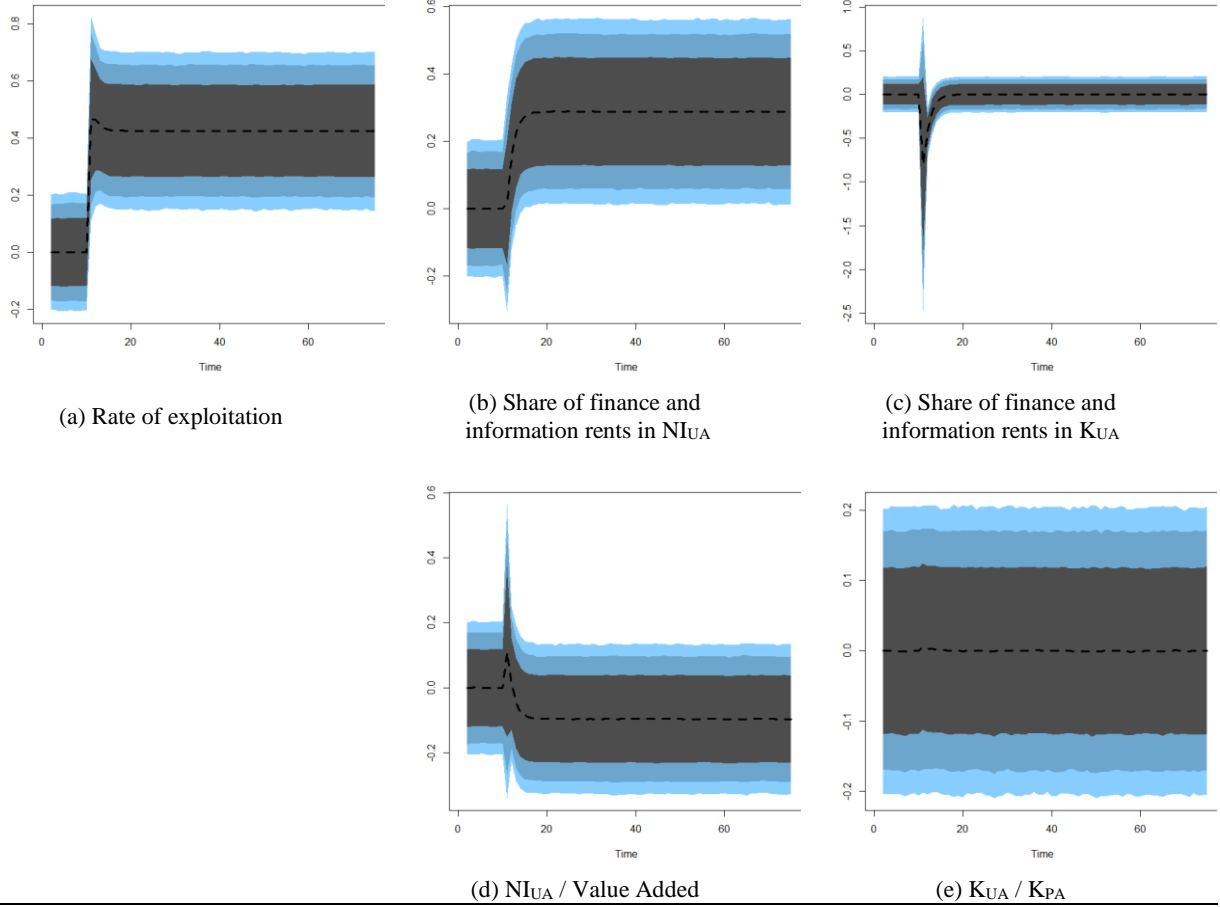 0.8
0.6
0.4
0.2
0.0
-0.2
0 20 40 60
Time
(a) Rate of exploitation
0.6
0.4
0.2
0.0
-0.2
0 20 40 60
Time
(b) Share of finance and
information rents in NIUA
1.0
0.5
0.0
-0.5
-1.0
-1.5
-2.0
-2.5
0 20 40 60
Time
(c) Share of finance and
information rents in KUA
0.6
0.4
0.2
0.0
-0.2
0 20 40 60
Time
(d) NIUA / Value Added
0.2
0.1
0.0
-0.1
-0.2
0 20 40 60
Time
(e) KUA / KPA